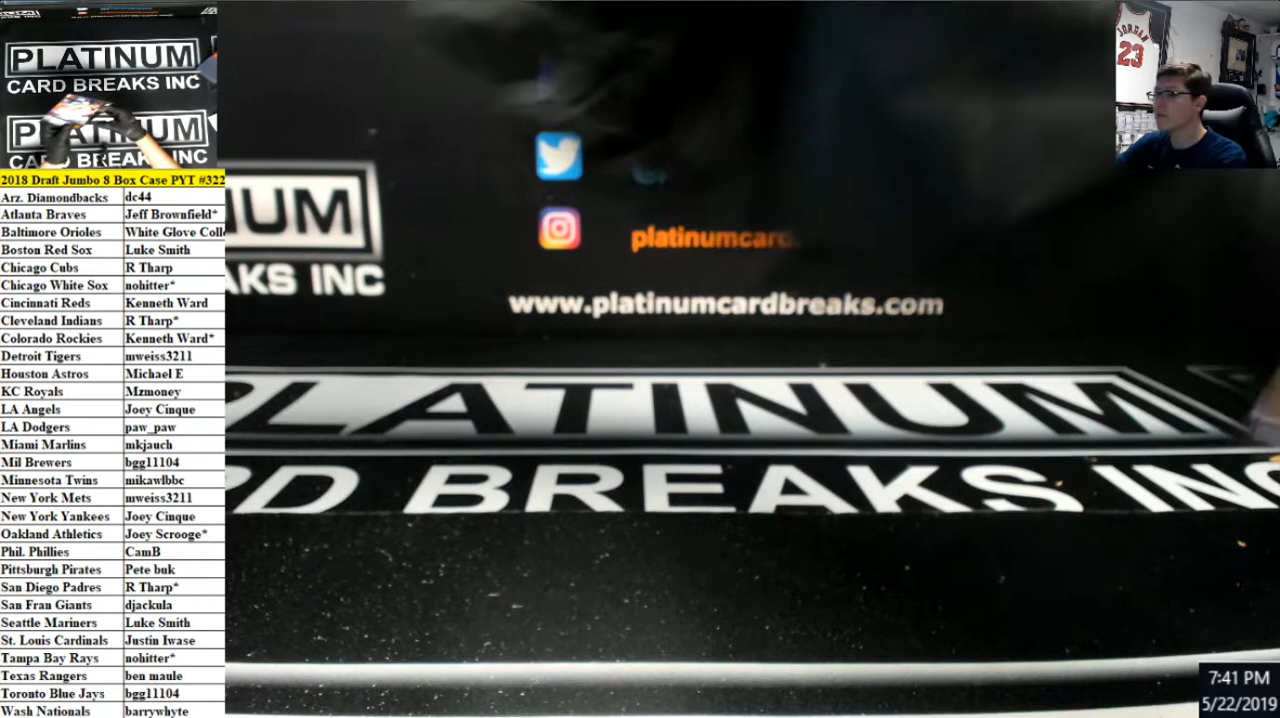 PLATINUM
CARD BREAKS INC
PLATINUM
CARD BREAKS INC
2018 Draft Jumbo 8 Box Case PYT #322
Arz. Diamondbacks dc44
Atlanta Braves Jeff Brownfield*
Baltimore Orioles White Glove Colle
Boston Red Sox Luke Smith
Chicago Cubs R Tharp
Chicago White Sox nohitter*
Cincinnati Reds Kenneth Ward
Cleveland Indians R Tharp*
Colorado Rockies Kenneth Ward*
Detroit Tigers mweiss3211
Houston Astros Michael E
KC Royals Mzmoney
LA Angels Joey Cinque
LA Dodgers paw_paw
Miami Marlins mkjauch
Mil Brewers bgg11104
Minnesota Twins mikawlbbc
New York Mets mweiss3211
New York Yankees Joey Cinque
Oakland Athletics Joey Scrooge*
Phil. Phillies CamB
Pittsburgh Pirates Pete buk
San Diego Padres R Tharp*
San Fran Giants djackula
Seattle Mariners Luke Smith
St. Louis Cardinals Justin Iwase
Tampa Bay Rays nohitter*
Texas Rangers ben maule
Toronto Blue Jays bgg11104
Wash Nationals barrywhyte
UM
AKS INC
platinumcard
www.platinumcardbreaks.com
PLATINUM
RD BREAKS INC
JORDAN
23
7:41 PM
5/22/2019